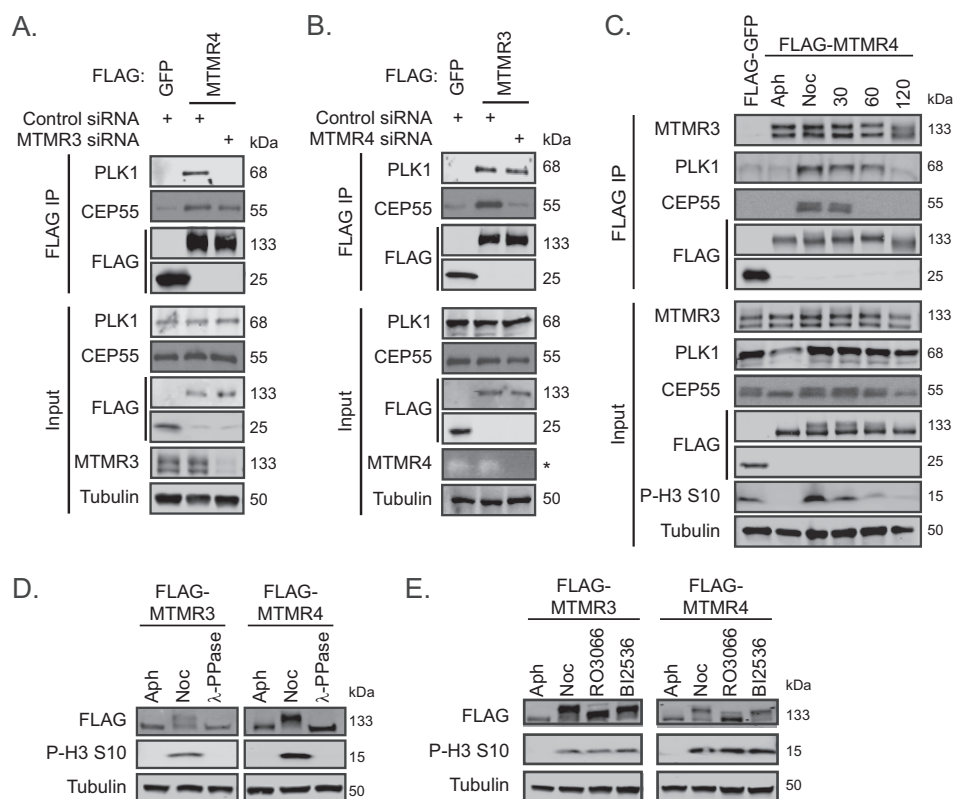 A.
FLAG: GFP MTMR4
Control siRNA + +
MTMR3 siRNA + kDa
FLAG IP
PLK1 68
CEP55 55
FLAG 133
25
Input
PLK1 68
CEP55 55
FLAG 133
25
MTMR3 133
Tubulin 50
B.
FLAG: GFP MTMR3
Control siRNA + +
MTMR4 siRNA + kDa
FLAG IP
PLK1 68
CEP55 55
FLAG 133
25
Input
PLK1 68
CEP55 55
FLAG 133
25
MTMR4 *
Tubulin 50
C.
FLAG-GFP FLAG-MTMR4
Aph Noc 30 60 120 kDa
FLAG IP
MTMR3 133
PLK1 68
CEP55 55
FLAG 133
25
Input
MTMR3 133
PLK1 68
CEP55 55
FLAG 133
25
P-H3 S10 15
Tubulin 50
D.
FLAG-MTMR3 FLAG-MTMR4
Aph Noc λ-PPase Aph Noc λ-PPase kDa
FLAG 133
P-H3 S10 15
Tubulin 50
E.
FLAG-MTMR3 FLAG-MTMR4
Aph Noc RO3066 BI2536 Aph Noc RO3066 BI2536 kDa
FLAG 133
P-H3 S10 15
Tubulin 50